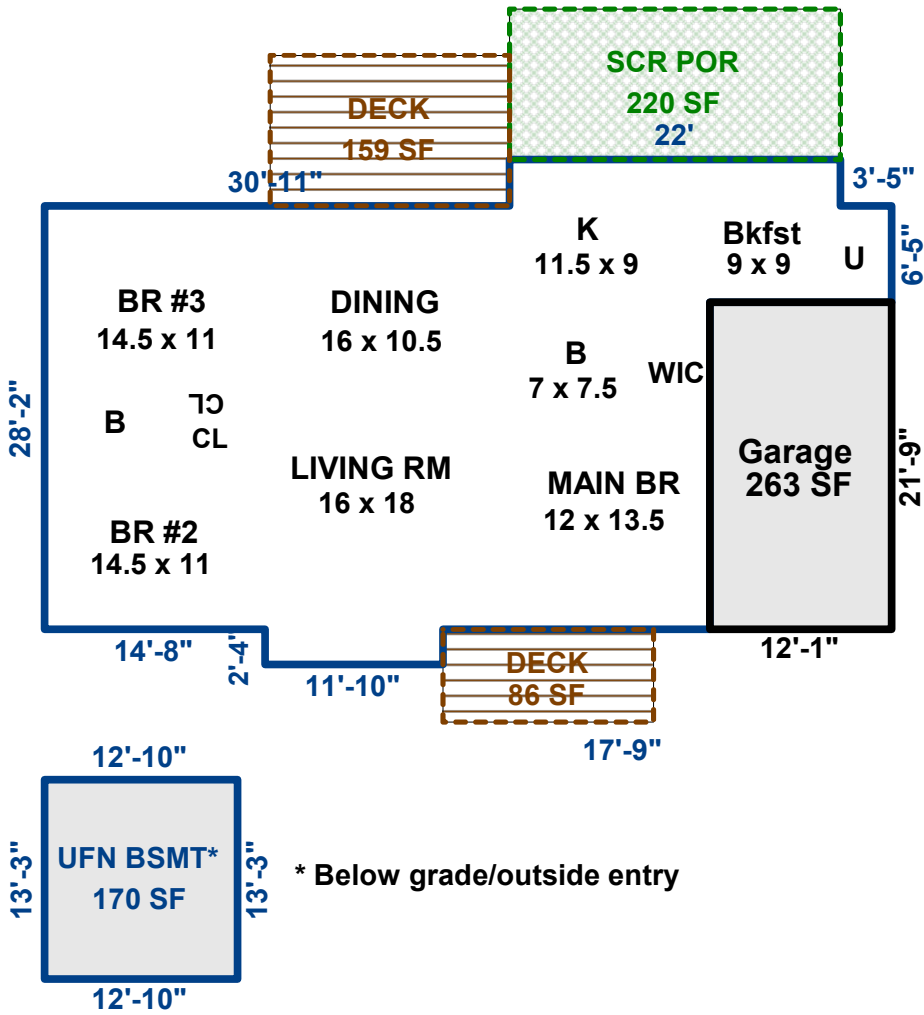 SCR POR
220 SF
22'
DECK
159 SF
30'-11"
3'-5"
K
11.5 x 9
Bkfst
9 x 9
U
6'-5"
BR #3
14.5 x 11
DINING
16 x 10.5
B
7 x 7.5
WIC
28'-2"
B
CL
CL
LIVING RM
16 x 18
MAIN BR
12 x 13.5
Garage
263 SF
21'-9"
BR #2
14.5 x 11
14'-8"
2'-4"
11'-10"
DECK
86 SF
12'-1"
17'-9"
12'-10"
13'-3"
UFN BSMT*
170 SF
13'-3"
* Below grade/outside entry
12'-10"